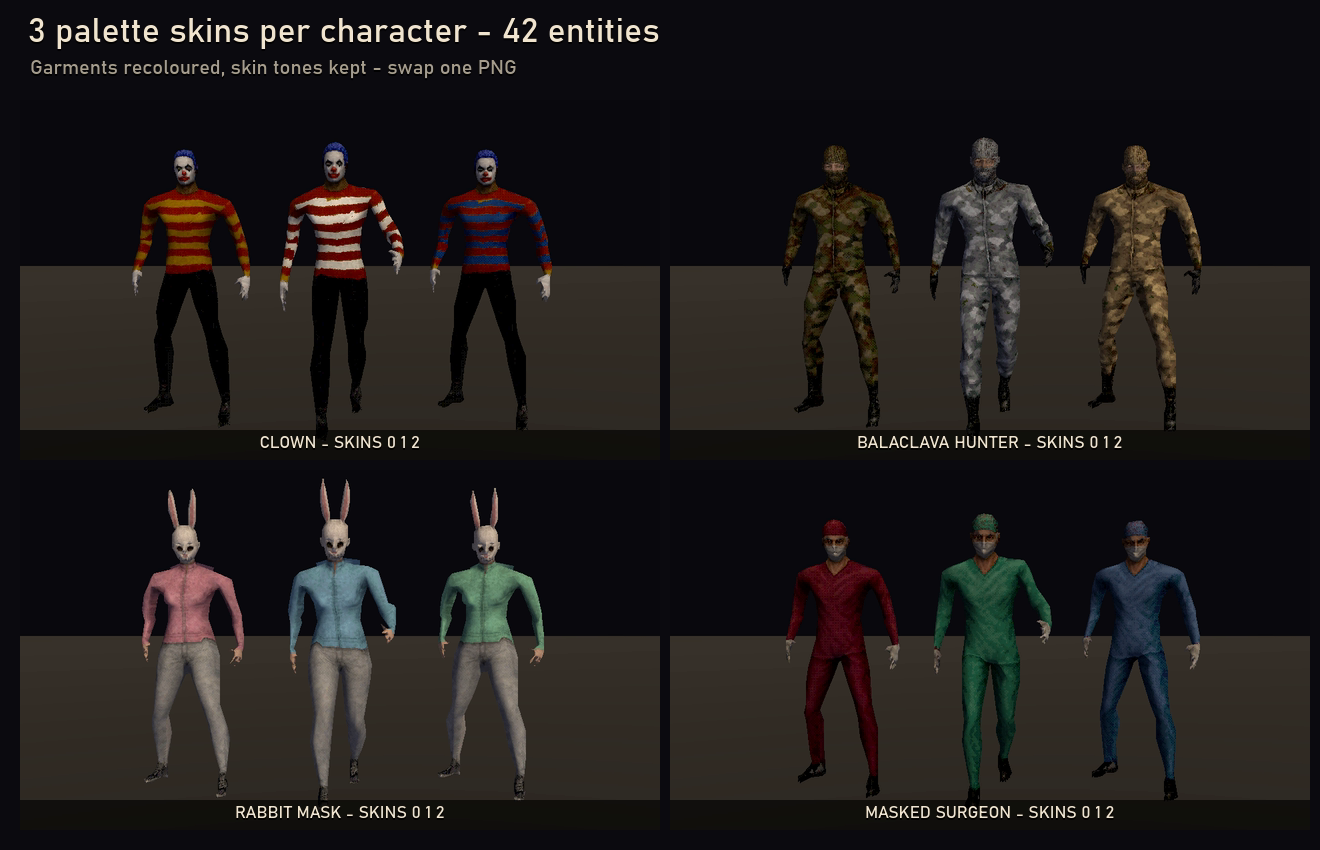 3 palette skins per character - 42 entities
Garments recoloured, skin tones kept - swap one PNG
CLOWN - SKINS 0 1 2
BALACLAVA HUNTER - SKINS 0 1 2
RABBIT MASK - SKINS 0 1 2
MASKED SURGEON - SKINS 0 1 2